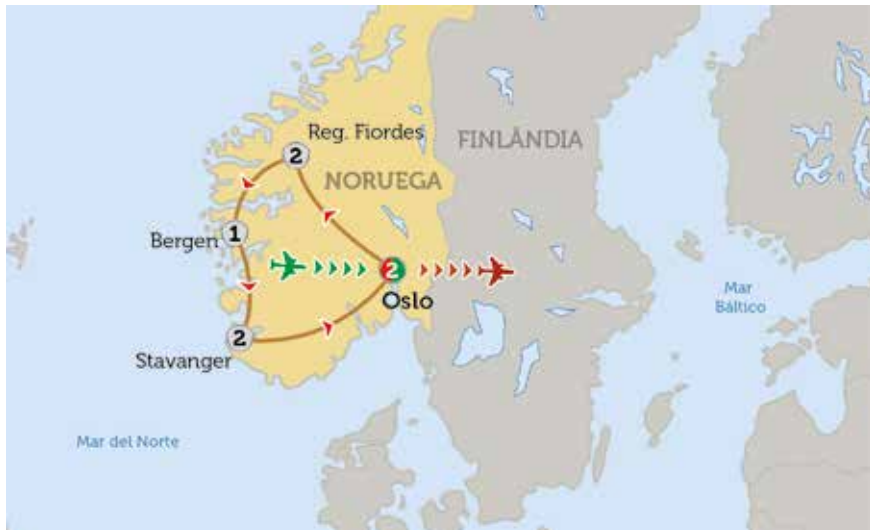 Reg. Fiordes
2
FINLÂNDIA
NORUEGA
Bergen
1
2
Oslo
Mar
Báltico
2
Stavanger
Mar del Norte